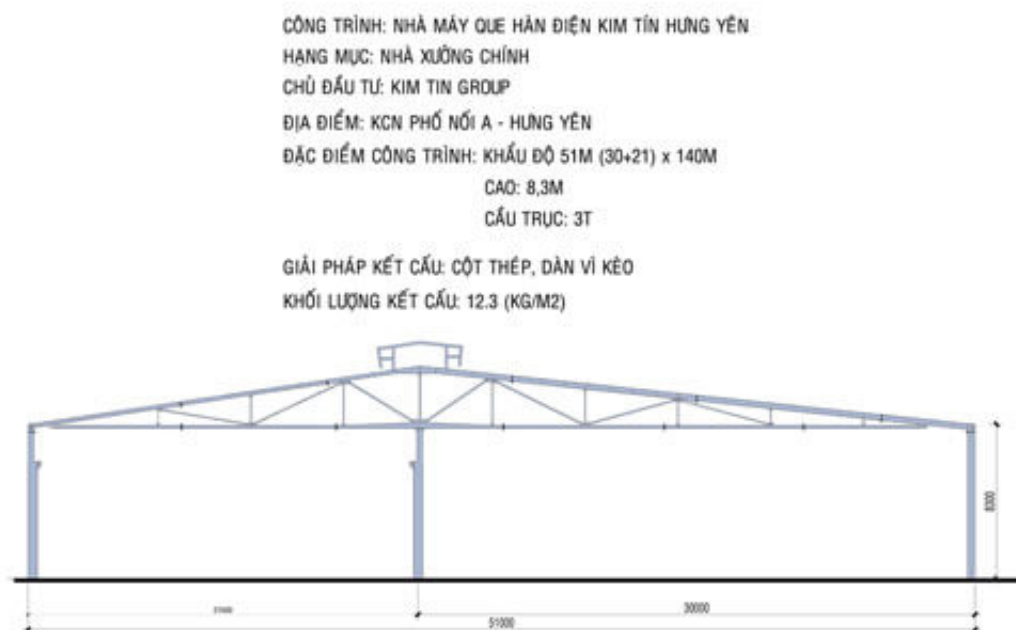 CÔNG TRÌNH: NHÀ MÁY QUE HÀN ĐIỆN KIM TÍN HƯNG YÊN
HẠNG MỤC: NHÀ XƯỞNG CHÍNH
CHỦ ĐẦU TƯ: KIM TIN GROUP
ĐỊA ĐIỂM: KCN PHỐ NỐI A - HƯNG YÊN
ĐẶC ĐIỂM CÔNG TRÌNH: KHẨU ĐỘ 51M (30+21) x 140M
CAO: 8,3M
CẨU TRỤC: 3T
GIẢI PHÁP KẾT CẤU: CỘT THÉP, DÀN VÌ KÈO
KHỐI LƯỢNG KẾT CẤU: 12.3 (KG/M2)
8300
21000
30000
51000